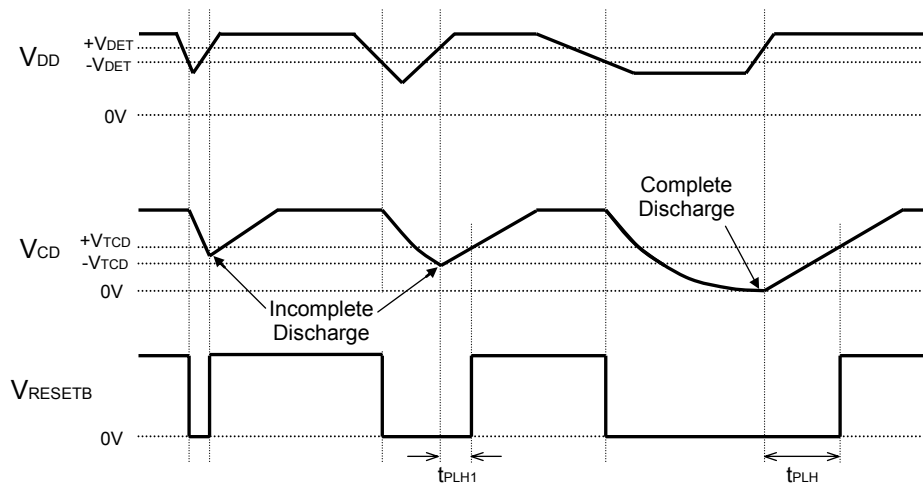 VDD
+VDET
-VDET
0V
VCD
+VTCD
-VTCD
0V
Complete
Discharge
Incomplete
Discharge
VRESETB
0V
tPLH1
tPLH